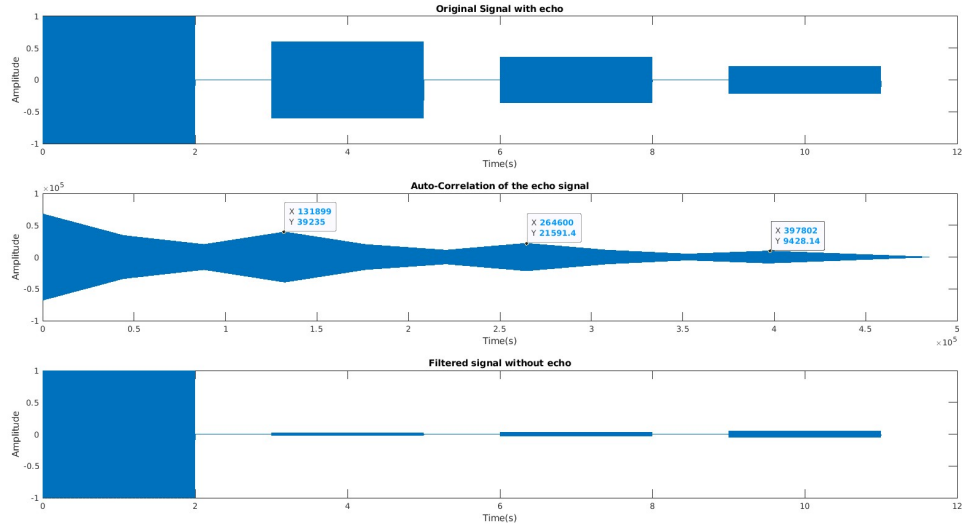 Original Signal with echo
1
0.5
0
-0.5
-1
Amplitude
0 2 4 6 8 10 12
Time(s)
Auto-Correlation of the echo signal
×10^5
1
0.5
0
-0.5
-1
Amplitude
X 131899
Y 39235
X 264600
Y 21591.4
X 397802
Y 9428.14
0 0.5 1 1.5 2 2.5 3 3.5 4 4.5 5
×10^5
Time(s)
Filtered signal without echo
1
0.5
0
-0.5
-1
Amplitude
0 2 4 6 8 10 12
Time(s)